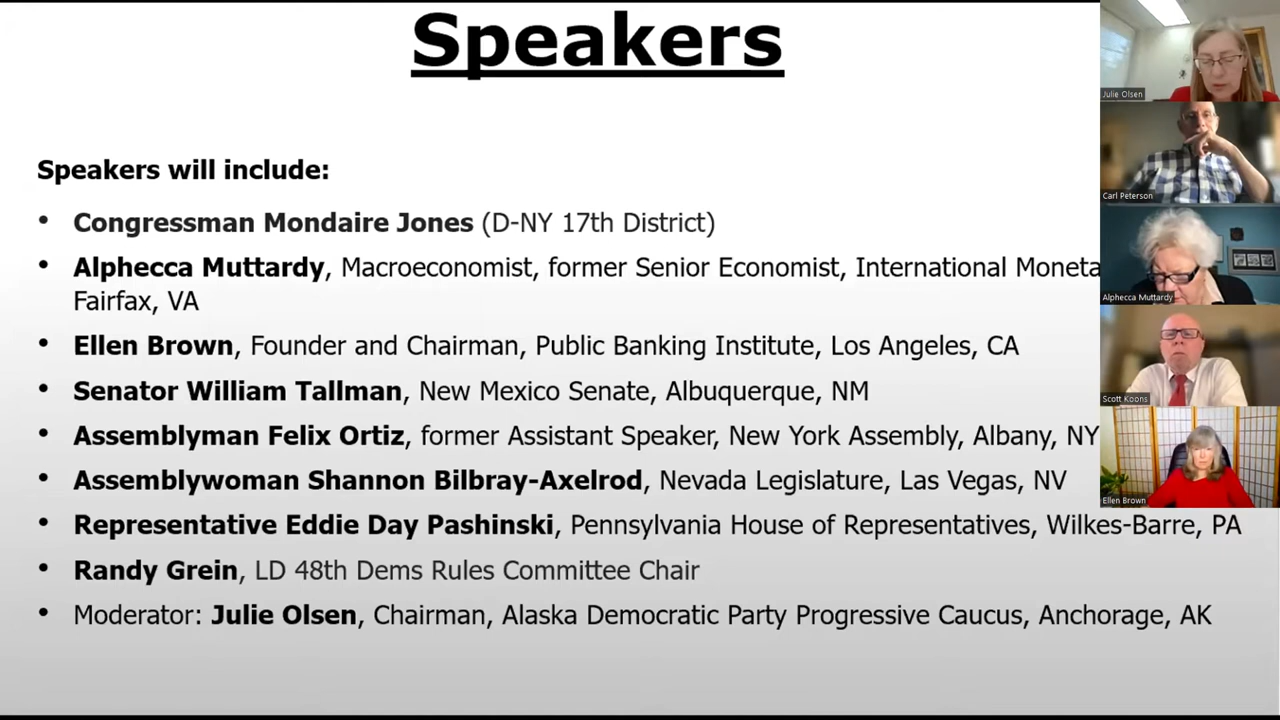 Speakers
Speakers will include:
• Congressman Mondaire Jones (D-NY 17th District)
• Alphecca Muttardy, Macroeconomist, former Senior Economist, International
Fairfax, VA
• Ellen Brown, Founder and Chairman, Public Banking Institute, Los Angeles, CA
• Senator William Tallman, New Mexico Senate, Albuquerque, NM
• Assemblyman Felix Ortiz, former Assistant Speaker, New York Assembly, Albany, NY
• Assemblywoman Shannon Bilbray-Axelrod, Nevada Legislature, Las Vegas, NV
• Representative Eddie Day Pashinski, Pennsylvania House of Representatives, Wilkes-Barre, PA
• Randy Grein, LD 48th Dems Rules Committee Chair
• Moderator: Julie Olsen, Chairman, Alaska Democratic Party Progressive Caucus, Anchorage, AK
Julie Olsen
Carl Peterson
Alphecca Muttardy
Scott Koons
Ellen Brown